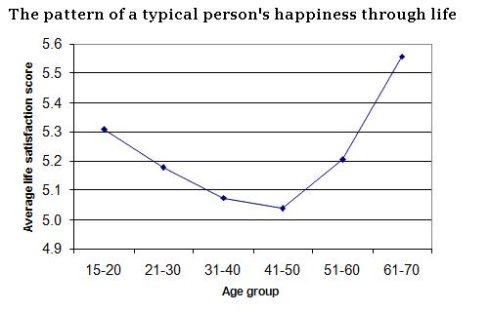 The pattern of a typical person's happiness through life
5.6
5.5
5.4
5.3
5.2
5.1
5.0
4.9
Average life satisfaction score
15-20 21-30 31-40 41-50 51-60 61-70
Age group